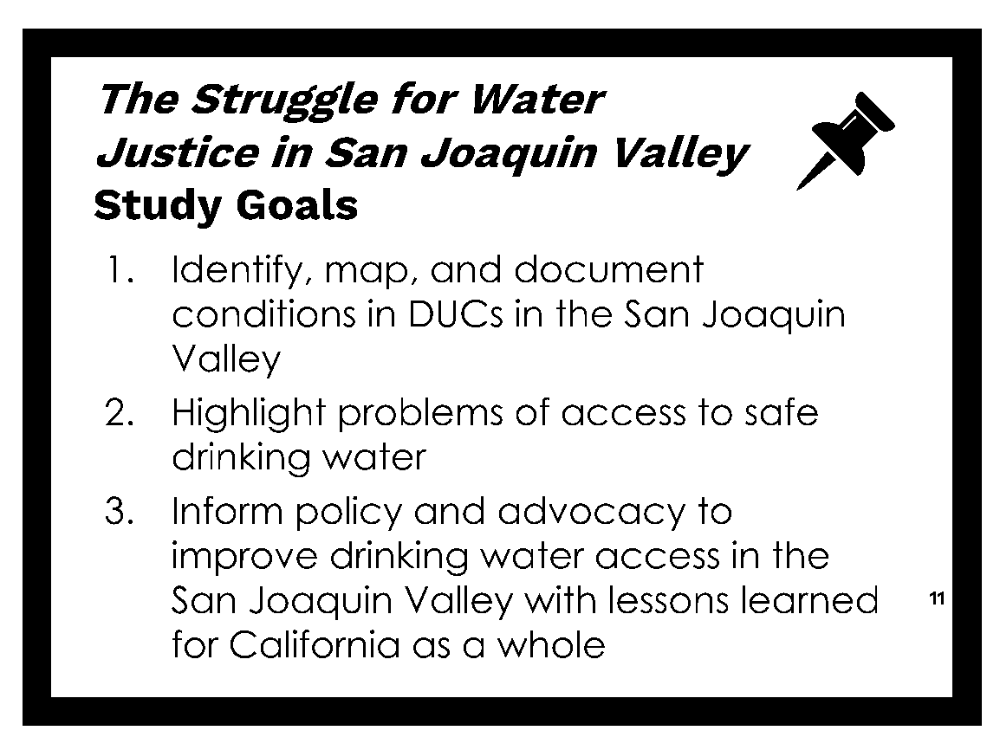 The Struggle for Water
Justice in San Joaquin Valley
Study Goals
1. Identify, map, and document
conditions in DUCs in the San Joaquin
Valley
2. Highlight problems of access to safe
drinking water
3. Inform policy and advocacy to
improve drinking water access in the
San Joaquin Valley with lessons learned
for California as a whole
11